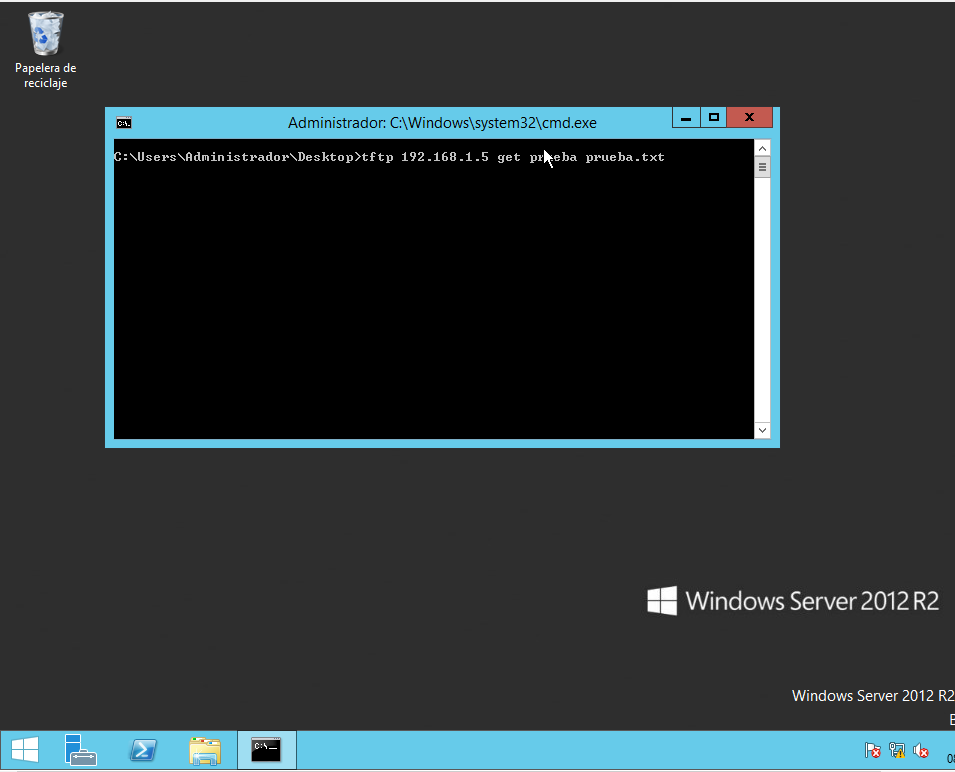 Papelera de
reciclaje
Administrador: C:\Windows\system32\cmd.exe
C:\Users\Administrador\Desktop>tftp 192.168.1.5 get prueba prueba.txt
Windows Server 2012 R2
Windows Server 2012 R2